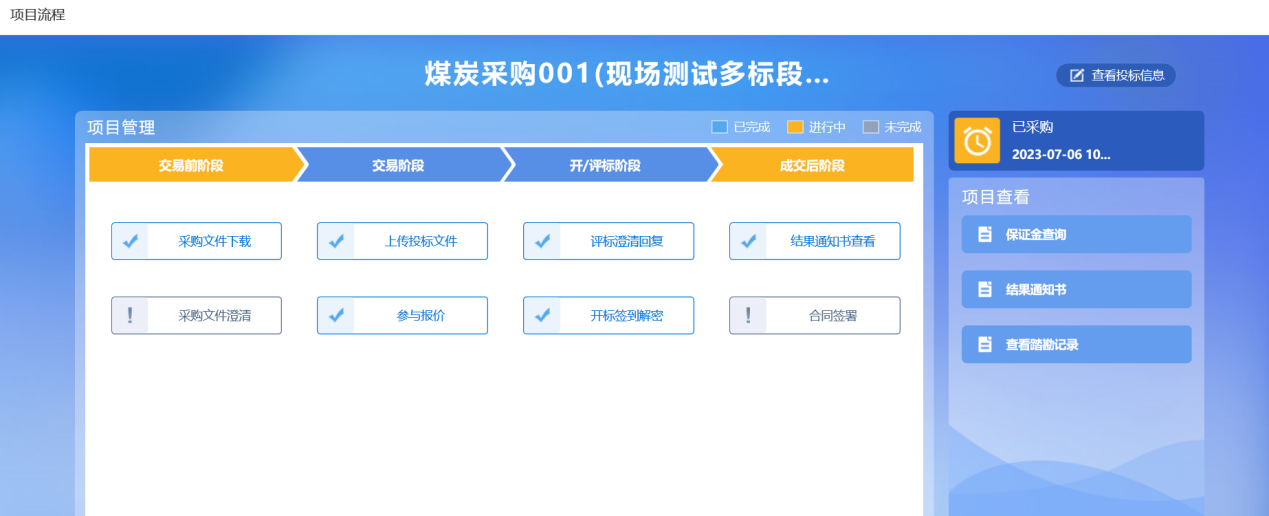 项目流程
煤炭采购001(现场测试多标段...
查看投标信息
项目管理
已完成 进行中 未完成
交易前阶段 交易阶段 开/评标阶段 成交后阶段
采购文件下载 上传投标文件 评标澄清回复 结果通知书查看
采购文件澄清 参与报价 开标签到解密 合同签署
已采购
2023-07-06 10...
项目查看
保证金查询
结果通知书
查看踏勘记录